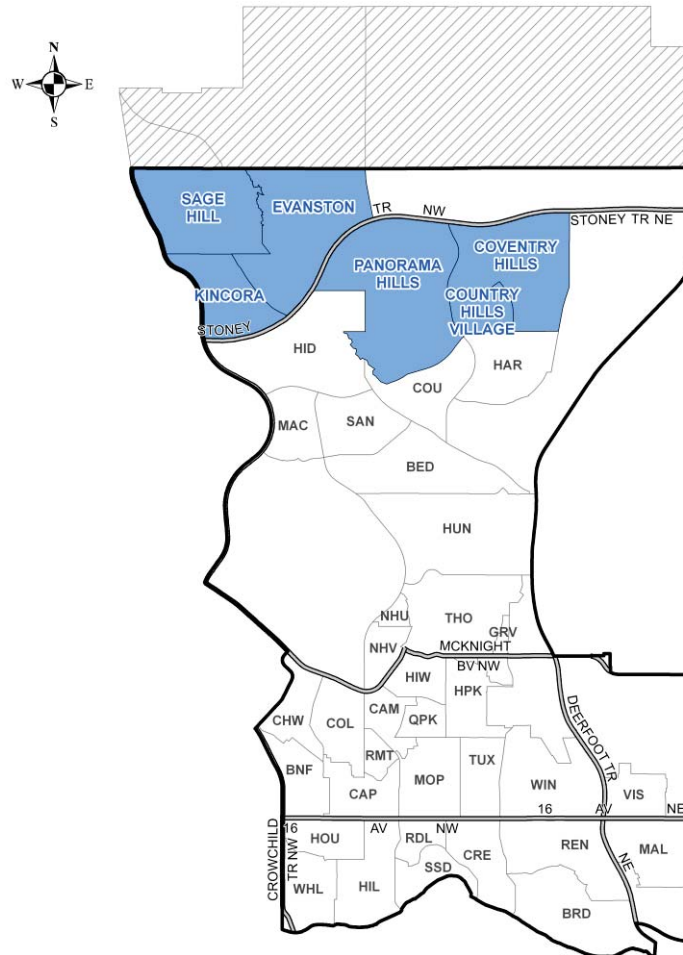 N
W E
S
SAGE
HILL
EVANSTON
TR NW
STONEY TR NE
COVENTRY
HILLS
PANORAMA
HILLS
KINCORA
COUNTRY
HILLS
VILLAGE
STONEY
HID
HAR
COU
MAC
SAN
BED
HUN
NHU
THO
GRV
NHV
MCKNIGHT
BV NW
HIW
HPK
CAM
QPK
CHW
COL
DEERFOOT TR
RMT
TUX
BNF
MOP
WIN
VIS
CAP
16 AV NE
16 AV NW
HOU
RDL
REN
MAL
CRE
SSD
CROWCHILD
TR NW
WHL
HIL
NE
BRD